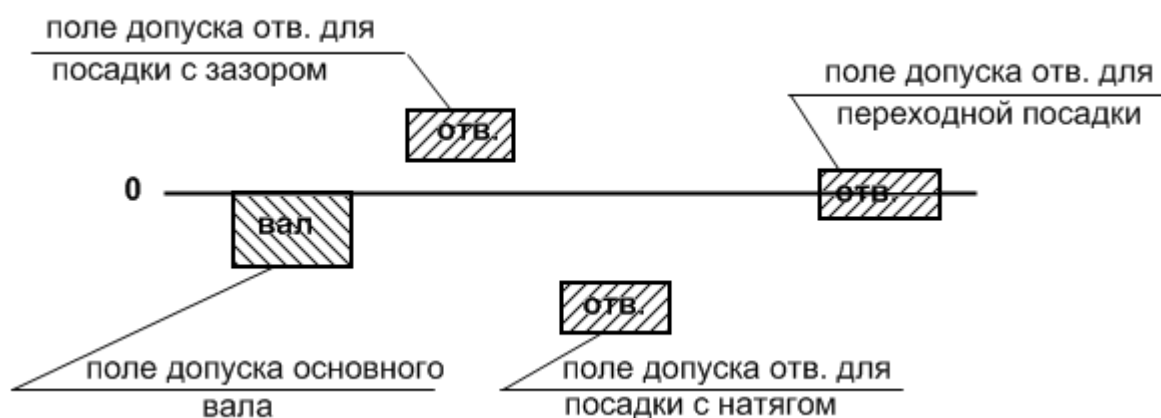 поле допуска отв. для
посадки с зазором
поле допуска отв. для
переходной посадки
отв.
0
отв.
вал
отв.
поле допуска основного
вала
поле допуска отв. для
посадки с натягом